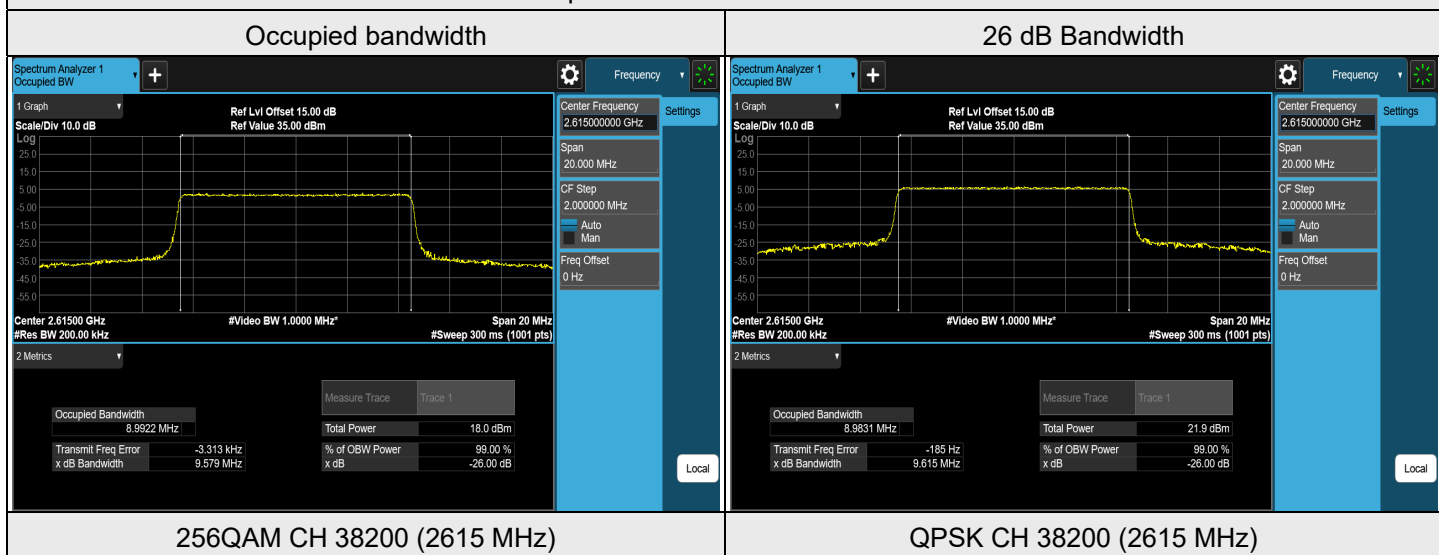 Occupied bandwidth
26 dB Bandwidth
Spectrum Analyzer 1
Occupied BW
+
Frequency
1 Graph
Ref Lvl Offset 15.00 dB
Scale/Div 10.0 dB
Ref Value 35.00 dBm
Log
25.0
15.0
5.00
-5.00
-15.0
-25.0
-35.0
-45.0
-55.0
Center 2.61500 GHz
#Video BW 1.0000 MHz*
Span 20 MHz
#Res BW 200.00 kHz
#Sweep 300 ms (1001 pts)
Center Frequency
2.615000000 GHz
Settings
Span
20.000 MHz
CF Step
2.000000 MHz
Auto
Man
Freq Offset
0 Hz
Local
2 Metrics
Measure Trace Trace 1
Occupied Bandwidth
8.9922 MHz
Total Power 18.0 dBm
Transmit Freq Error -3.313 kHz
% of OBW Power 99.00 %
x dB Bandwidth 9.579 MHz
x dB -26.00 dB
256QAM CH 38200 (2615 MHz)
Spectrum Analyzer 1
Occupied BW
+
Frequency
1 Graph
Ref Lvl Offset 15.00 dB
Scale/Div 10.0 dB
Ref Value 35.00 dBm
Log
25.0
15.0
5.00
-5.00
-15.0
-25.0
-35.0
-45.0
-55.0
Center 2.61500 GHz
#Video BW 1.0000 MHz*
Span 20 MHz
#Res BW 200.00 kHz
#Sweep 300 ms (1001 pts)
Center Frequency
2.615000000 GHz
Settings
Span
20.000 MHz
CF Step
2.000000 MHz
Auto
Man
Freq Offset
0 Hz
Local
2 Metrics
Measure Trace Trace 1
Occupied Bandwidth
8.9831 MHz
Total Power 21.9 dBm
Transmit Freq Error -185 Hz
% of OBW Power 99.00 %
x dB Bandwidth 9.615 MHz
x dB -26.00 dB
QPSK CH 38200 (2615 MHz)